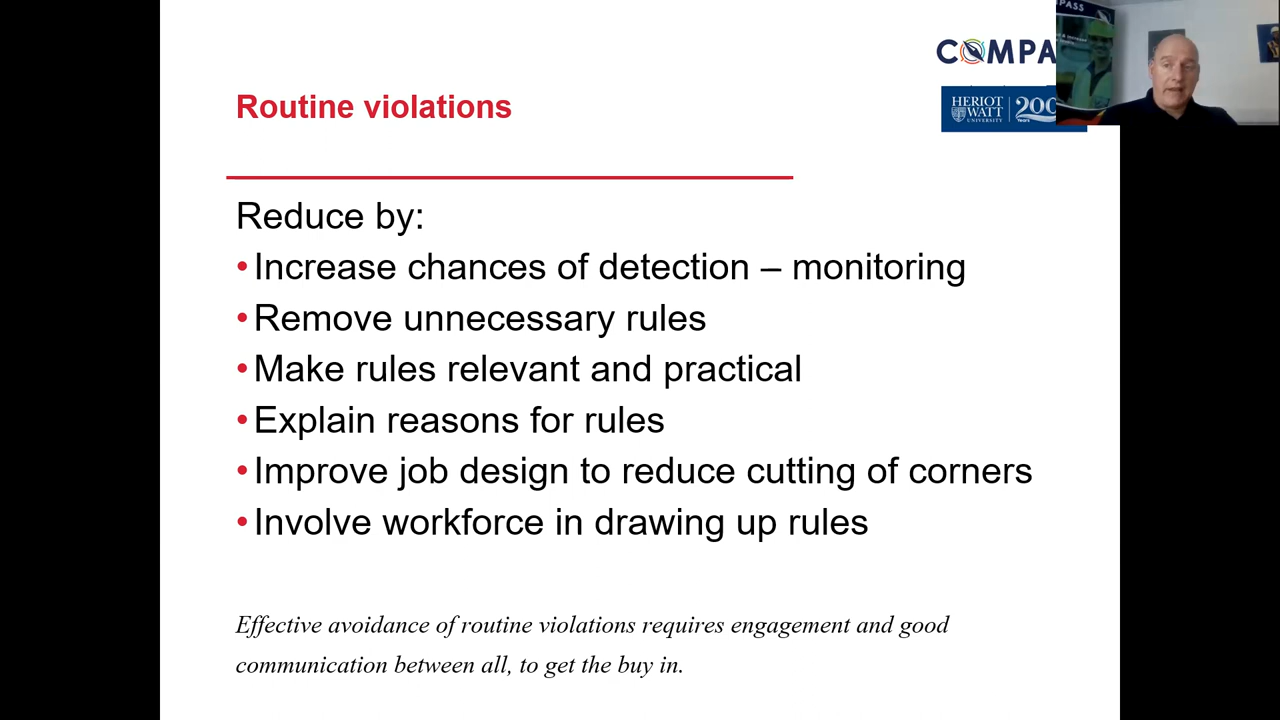 PASS
COMPA
Routine violations
HERIOT
WATT
UNIVERSITY
200
Years
Reduce by:
•Increase chances of detection – monitoring
•Remove unnecessary rules
•Make rules relevant and practical
•Explain reasons for rules
•Improve job design to reduce cutting of corners
•Involve workforce in drawing up rules
Effective avoidance of routine violations requires engagement and good
communication between all, to get the buy in.